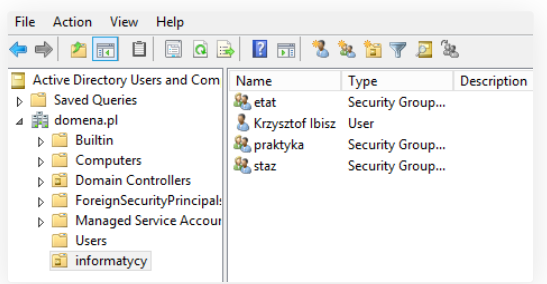 File Action View Help
Active Directory Users and Com
Saved Queries
domena.pl
Builtin
Computers
Domain Controllers
ForeignSecurityPrincipals
Managed Service Accour
Users
informatycy
Name Type Description
etat Security Group...
Krzysztof Ibisz User
praktyka Security Group...
staz Security Group...